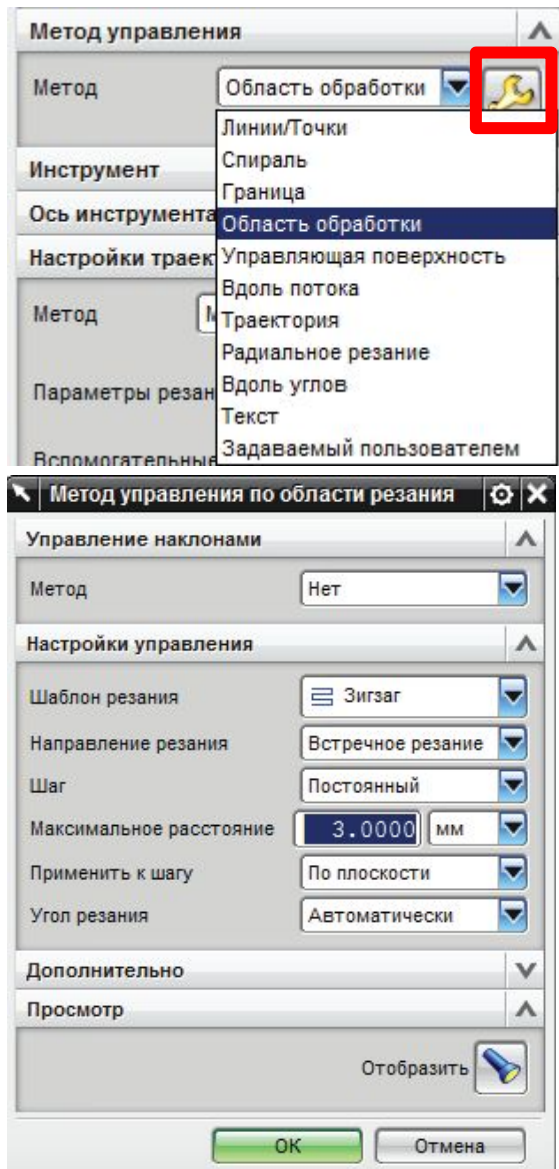 Метод управления
Метод Область обработки
Линии/Точки
Спираль
Инструмент
Граница
Ось инструмента
Область обработки
Настройки траек
Управляющая поверхность
Вдоль потока
Метод
Траектория
Радиальное резание
Параметры резан
Вдоль углов
Текст
Вспомогательные
Задаваемый пользователем
Метод управления по области резания
Управление наклонами
Метод Нет
Настройки управления
Шаблон резания Зигзаг
Направление резания Встречное резание
Шаг Постоянный
Максимальное расстояние 3.0000 мм
Применить к шагу По плоскости
Угол резания Автоматически
Дополнительно
Просмотр
Отобразить
ОК Отмена